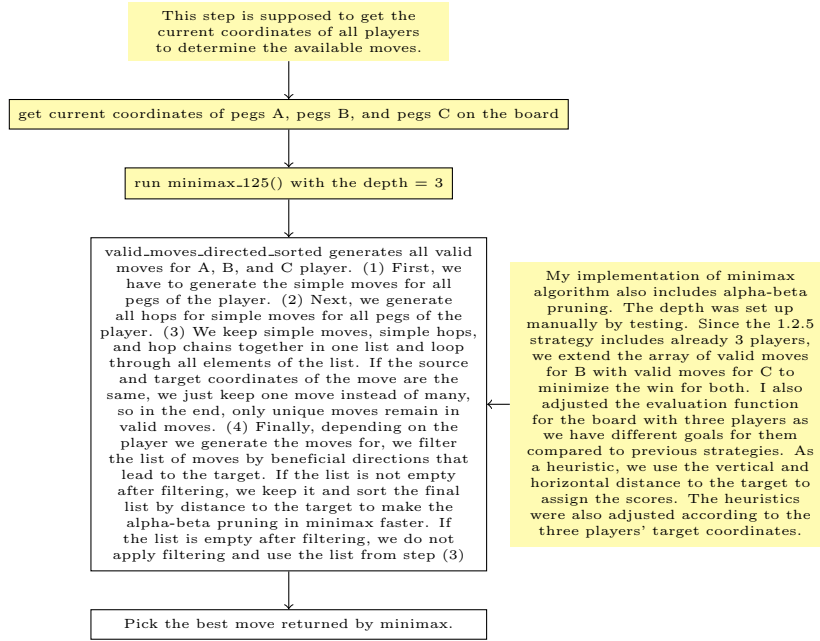 This step is supposed to get the
current coordinates of all players
to determine the available moves.
get current coordinates of pegs A, pegs B, and pegs C on the board
run minimax_125() with the depth = 3
valid_moves_directed_sorted generates all valid
moves for A, B, and C player. (1) First, we
have to generate the simple moves for all
pegs of the player. (2) Next, we generate
all hops for simple moves for all pegs of the
player. (3) We keep simple moves, simple hops,
and hop chains together in one list and loop
through all elements of the list. If the source
and target coordinates of the move are the
same, we just keep one move instead of many,
so in the end, only unique moves remain in
valid moves. (4) Finally, depending on the
player we generate the moves for, we filter
the list of moves by beneficial directions that
lead to the target. If the list is not empty
after filtering, we keep it and sort the final
list by distance to the target to make the
alpha-beta pruning in minimax faster. If
the list is empty after filtering, we do not
apply filtering and use the list from step (3)
My implementation of minimax
algorithm also includes alpha-beta
pruning. The depth was set up
manually by testing. Since the 1.2.5
strategy includes already 3 players,
we extend the array of valid moves
for B with valid moves for C to
minimize the win for both. I also
adjusted the evaluation function
for the board with three players as
we have different goals for them
compared to previous strategies. As
a heuristic, we use the vertical and
horizontal distance to the target to
assign the scores. The heuristics
were also adjusted according to the
three players' target coordinates.
Pick the best move returned by minimax.